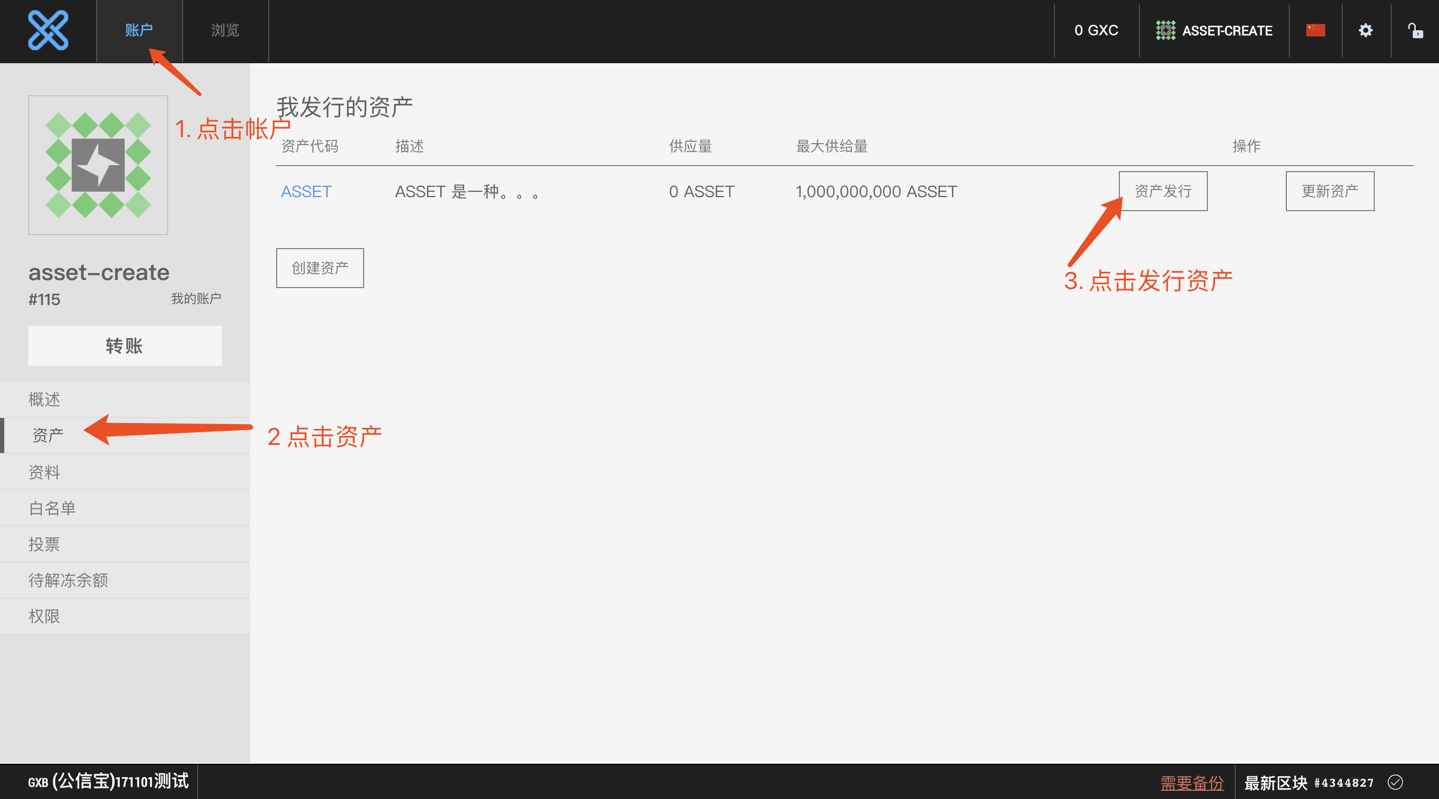 账户
浏览
0 GXC
ASSET-CREATE
1. 点击帐户
asset-create
#115
我的账户
转账
概述
资产
资料
白名单
投票
待解冻余额
权限
2 点击资产
我发行的资产
资产代码 描述 供应量 最大供给量 操作
ASSET ASSET 是一种。。。 0 ASSET 1,000,000,000 ASSET 资产发行 更新资产
创建资产
3. 点击发行资产
GXB (公信宝)171101测试
需要备份
最新区块 #4344827